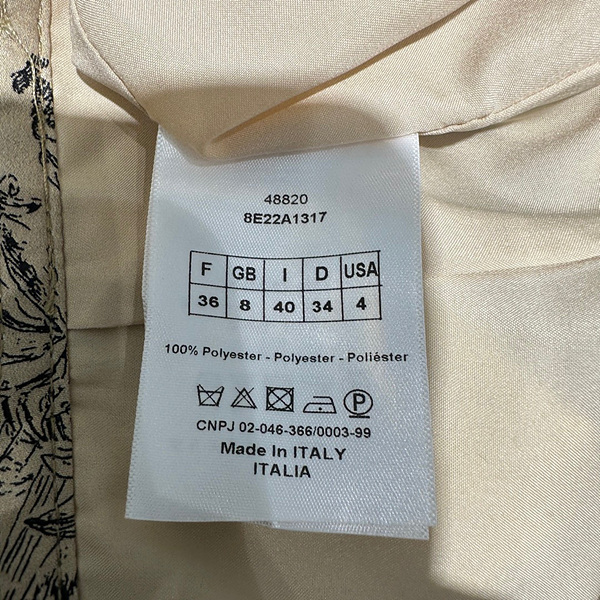 48820
8E22A1317
F GB I D USA
36 8 40 34 4
100% Polyester - Polyester - Poliéster
P
CNPJ 02-046-366/0003-99
Made In ITALY
ITALIA